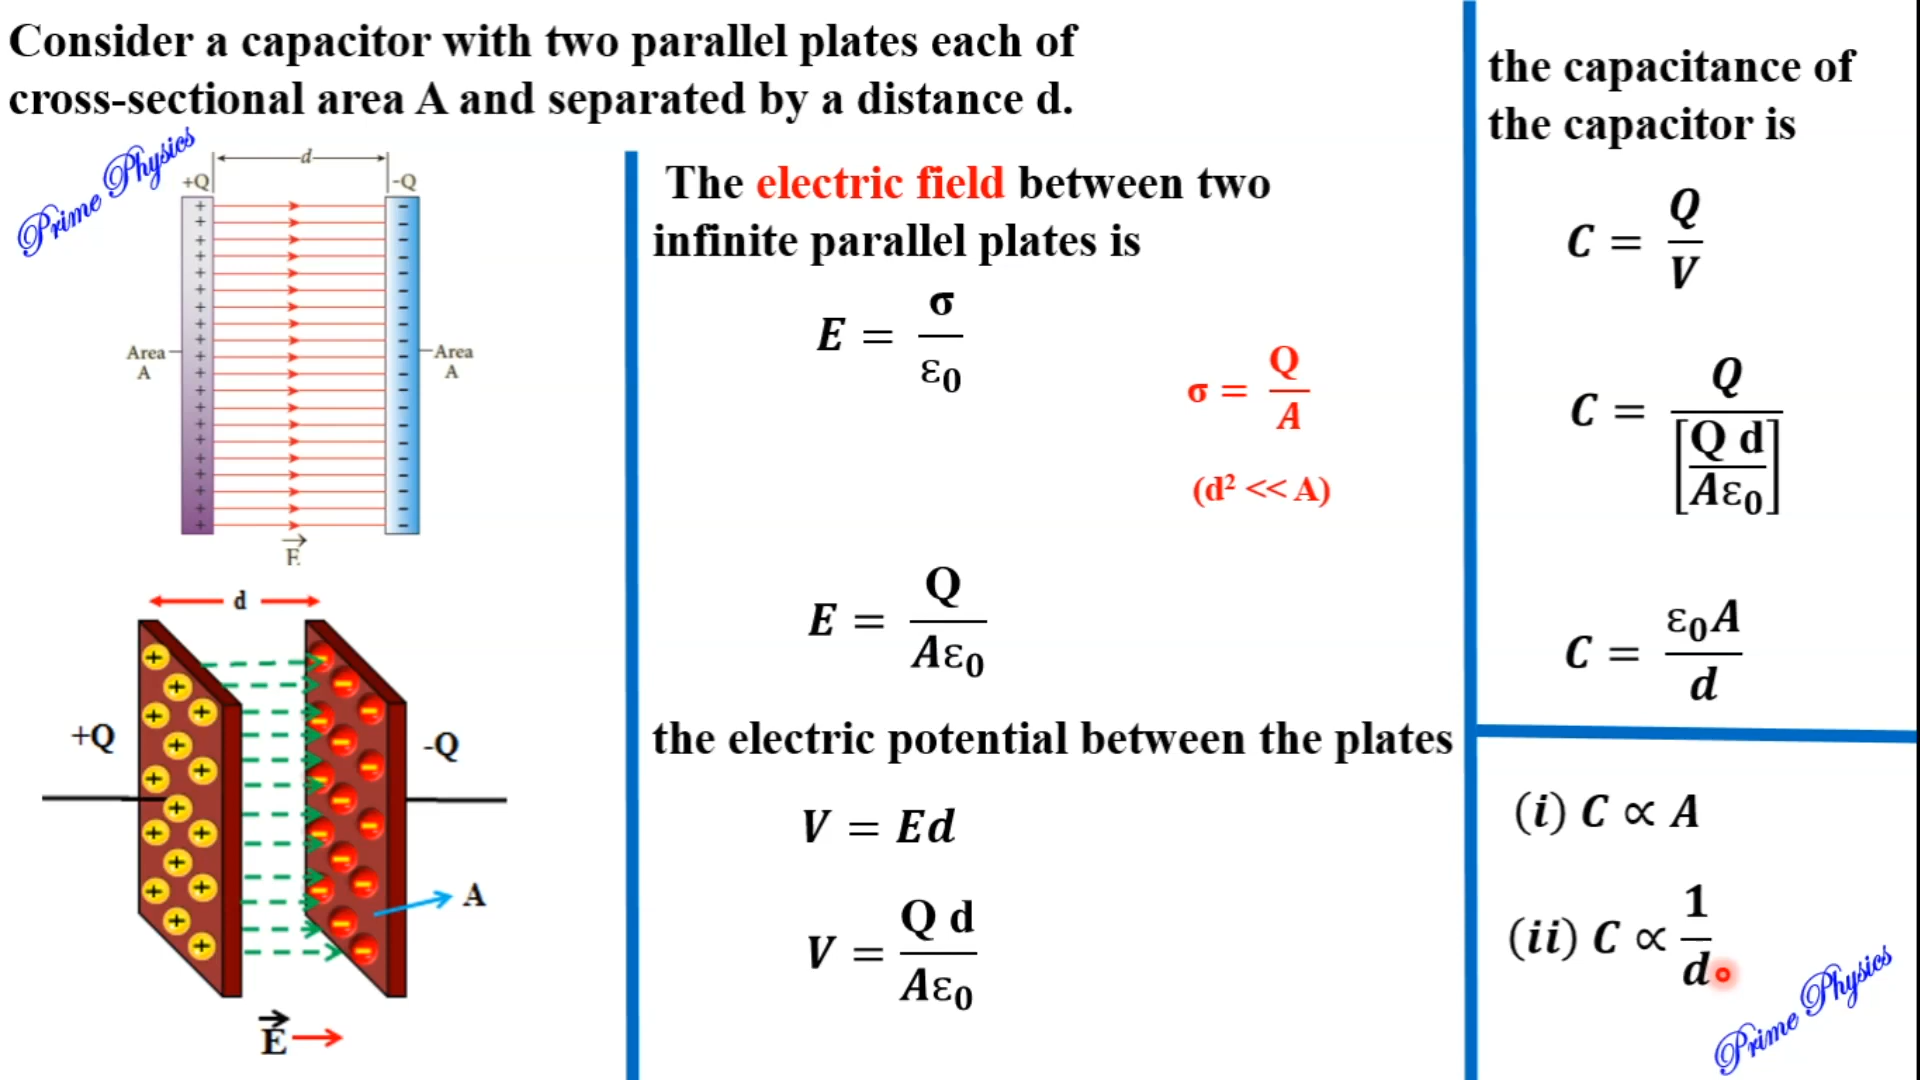 Consider a capacitor with two parallel plates each of
cross-sectional area A and separated by a distance d.
Prime Physics
d
+Q
-Q
Area
A
Area
A
E
d
+Q
-Q
A
E
The electric field between two
infinite parallel plates is
E = σ/ε₀
σ = Q/A
(d² << A)
E = Q/Aε₀
the electric potential between the plates
V = Ed
V = Q d/Aε₀
the capacitance of
the capacitor is
C = Q/V
C = Q/[Q d/Aε₀]
C = ε₀A/d
(i) C ∝ A
(ii) C ∝ 1/d
Prime Physics